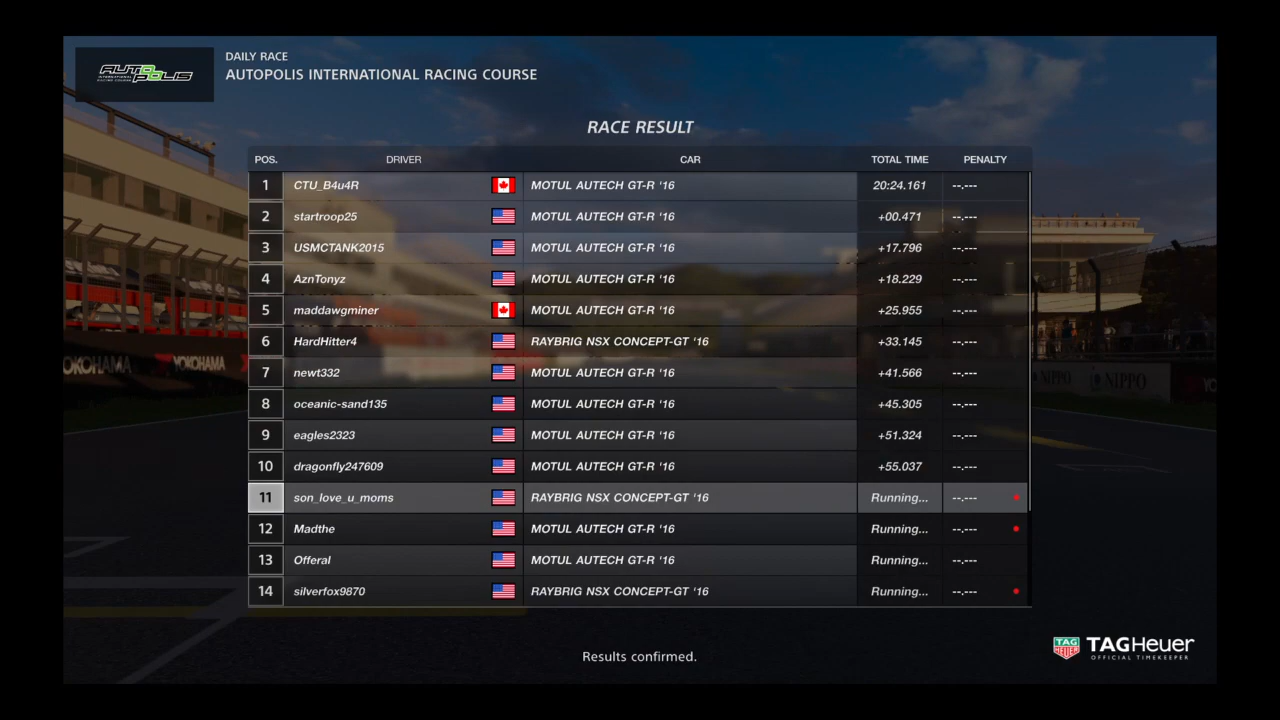 AUTOPOLIS
INTERNATIONAL
RACING COURSE
DAILY RACE
AUTOPOLIS INTERNATIONAL RACING COURSE
RACE RESULT
POS. DRIVER CAR TOTAL TIME PENALTY
1 CTU_B4u4R MOTUL AUTECH GT-R '16 20:24.161 --.---
2 startroop25 MOTUL AUTECH GT-R '16 +00.471 --.---
3 USMCTANK2015 MOTUL AUTECH GT-R '16 +17.796 --.---
4 AznTonyz MOTUL AUTECH GT-R '16 +18.229 --.---
5 maddawgminer MOTUL AUTECH GT-R '16 +25.955 --.---
6 HardHitter4 RAYBRIG NSX CONCEPT-GT '16 +33.145 --.---
7 newt332 MOTUL AUTECH GT-R '16 +41.566 --.---
8 oceanic-sand135 MOTUL AUTECH GT-R '16 +45.305 --.---
9 eagles2323 MOTUL AUTECH GT-R '16 +51.324 --.---
10 dragonfly247609 MOTUL AUTECH GT-R '16 +55.037 --.---
11 son_love_u_moms RAYBRIG NSX CONCEPT-GT '16 Running... --.---
12 Madthe MOTUL AUTECH GT-R '16 Running... --.---
13 Offeral MOTUL AUTECH GT-R '16 Running... --.---
14 silverfox9870 RAYBRIG NSX CONCEPT-GT '16 Running... --.---
YOKOHAMA YOKOHAMA
NIPPO NIPPO
Results confirmed.
TAG HEUER TAGHeuer
OFFICIAL TIMEKEEPER